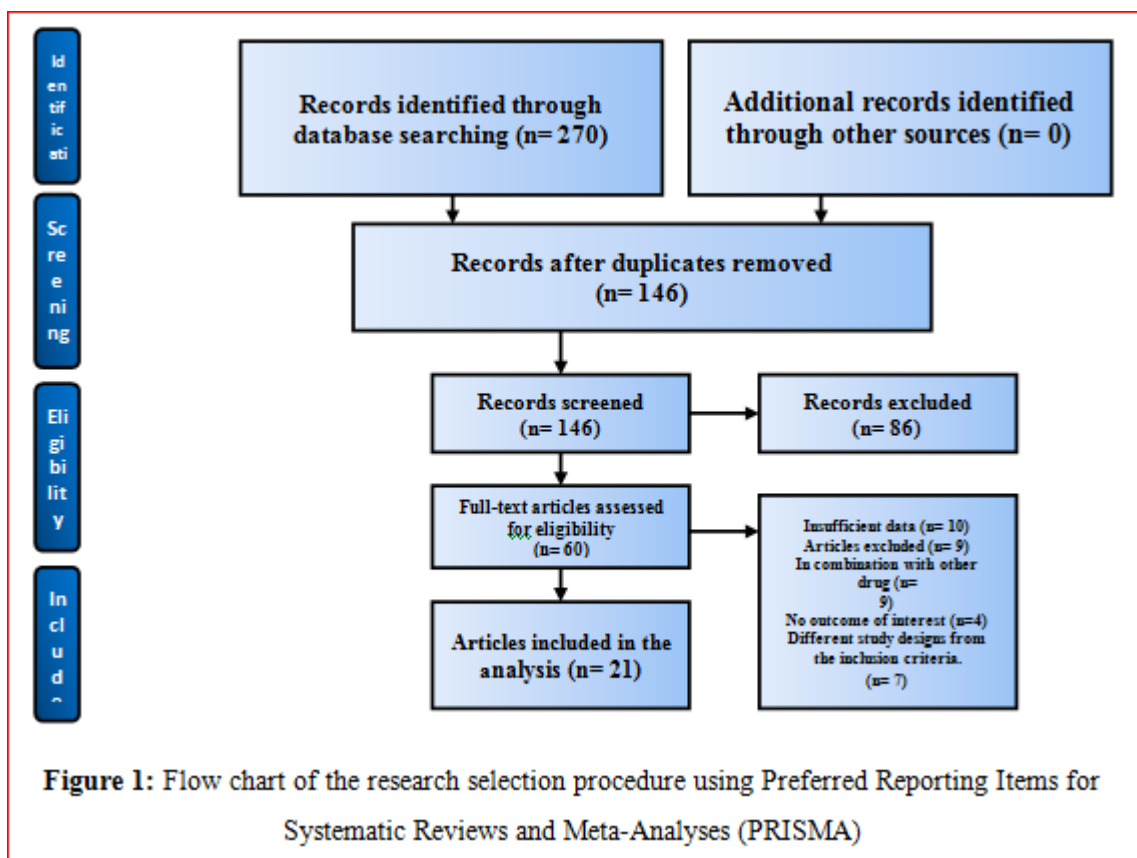 Id
en
tif
ic
ati
Records identified through
database searching (n= 270)
Additional records identified
through other sources (n= 0)
Sc
re
e
ni
ng
Records after duplicates removed
(n= 146)
Records screened
(n= 146)
Records excluded
(n= 86)
Eli
gi
bi
lit
y
Full-text articles assessed
for eligibility
(n= 60)
Insufficient data (n= 10)
Articles excluded (n= 9)
In combination with other
drug (n=
9)
No outcome of interest (n=4)
Different study designs from
the inclusion criteria.
(n= 7)
In
cl
u
d
Articles included in the
analysis (n= 21)
Figure 1: Flow chart of the research selection procedure using Preferred Reporting Items for
Systematic Reviews and Meta-Analyses (PRISMA)